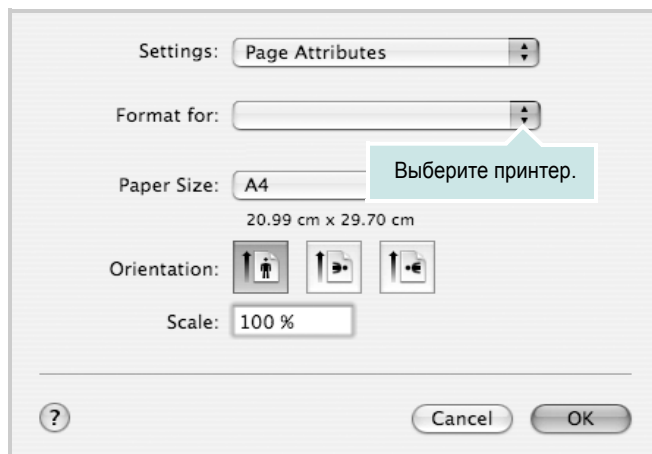 Settings: Page Attributes
Format for:
Выберите принтер.
Paper Size: A4
20.99 cm x 29.70 cm
Orientation:
Scale: 100 %
? Cancel OK